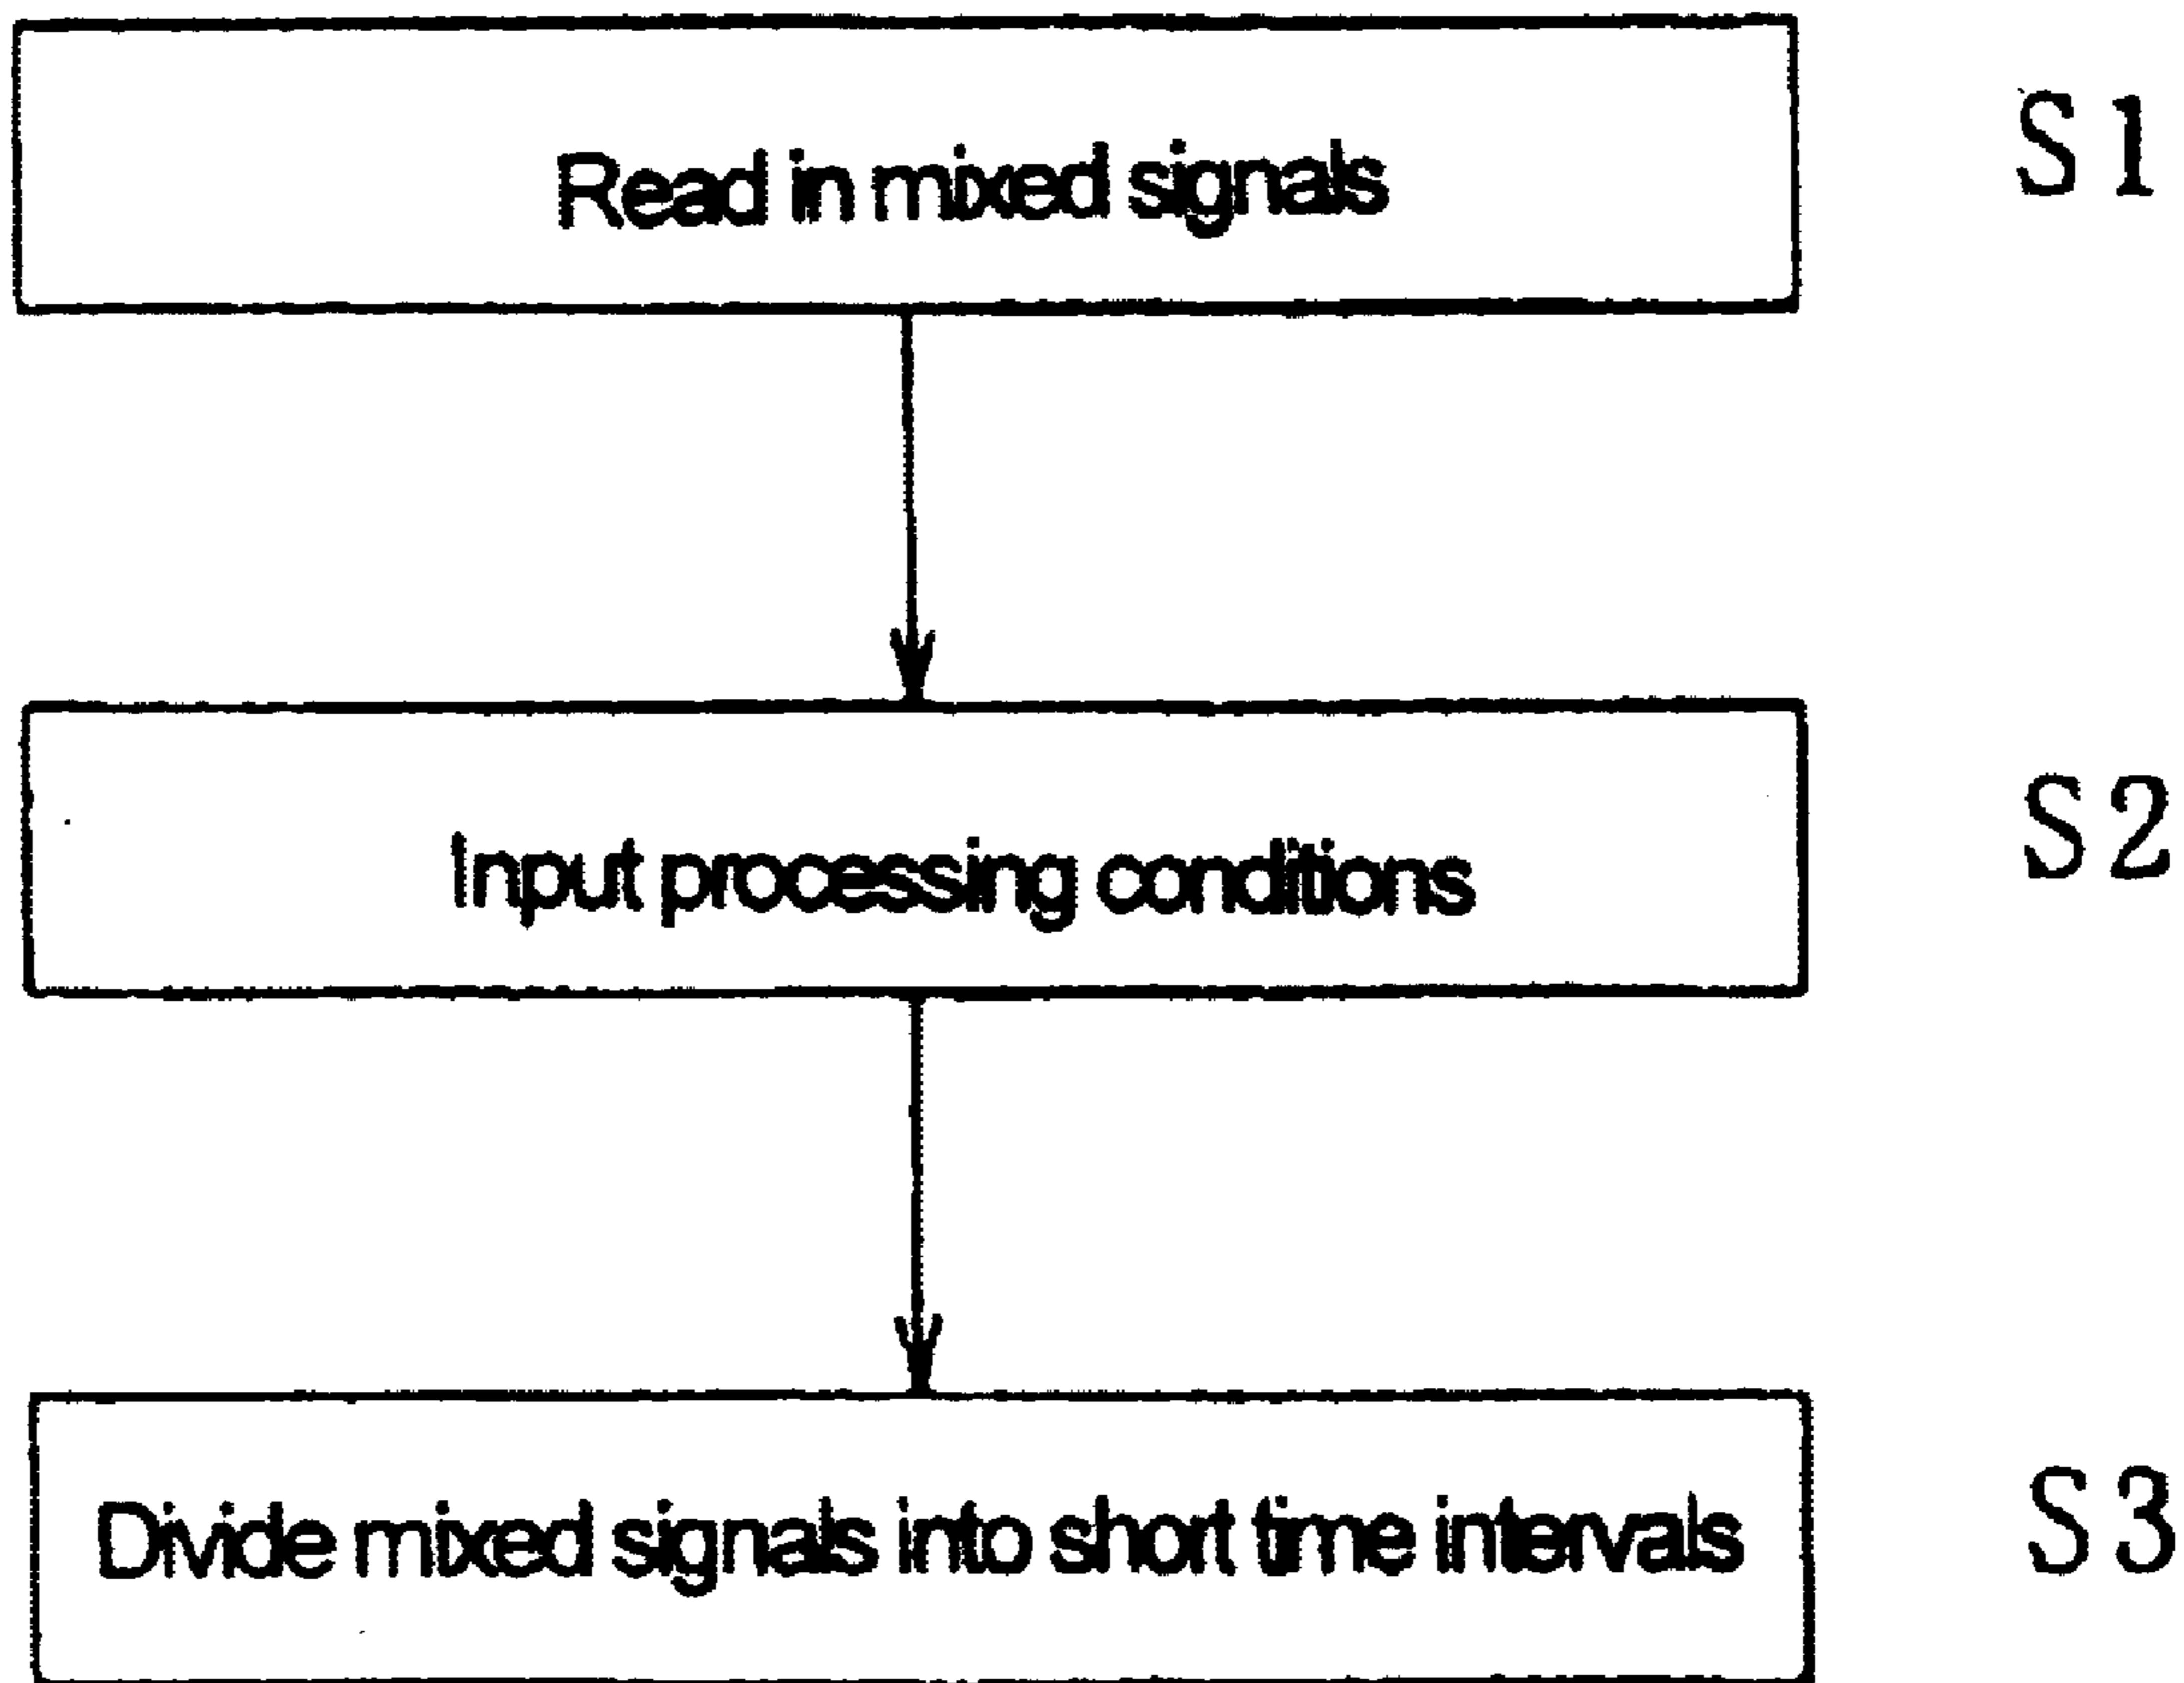 Read in mixed signals S1
Input processing conditions S2
Divide mixed signals into short time intervals S3